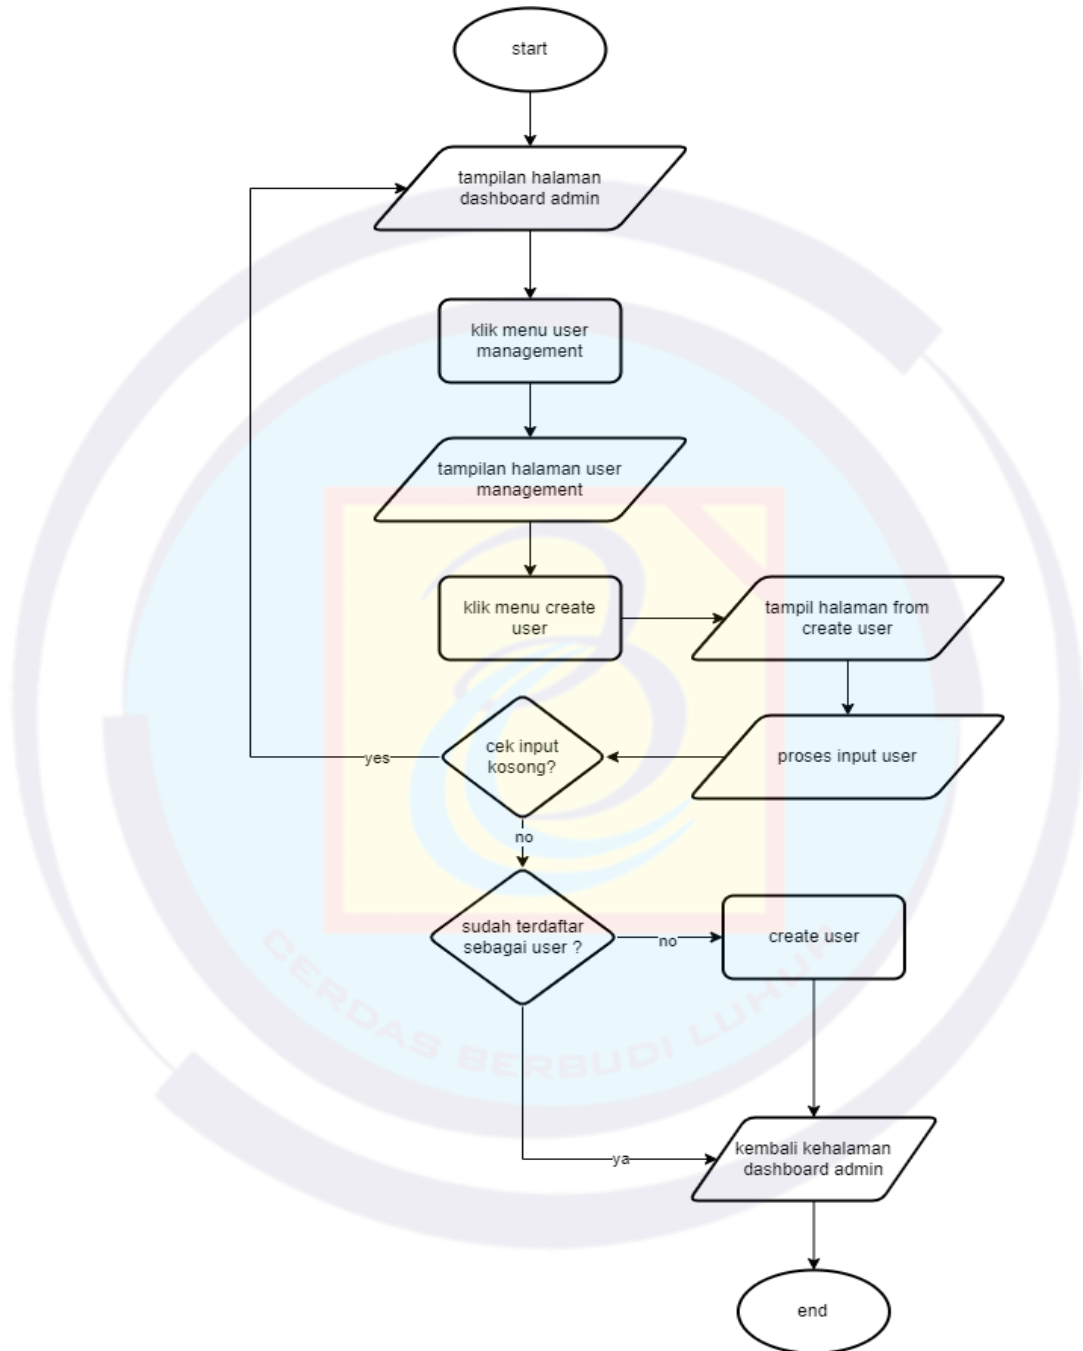 start
tampilan halaman
dashboard admin
klik menu user
management
tampilan halaman user
management
klik menu create
user
tampil halaman from
create user
proses input user
cek input
kosong?
yes
no
sudah terdaftar
sebagai user ?
no
create user
ya
kembali kehalaman
dashboard admin
end
CERDAS BERBUDI LUHUR